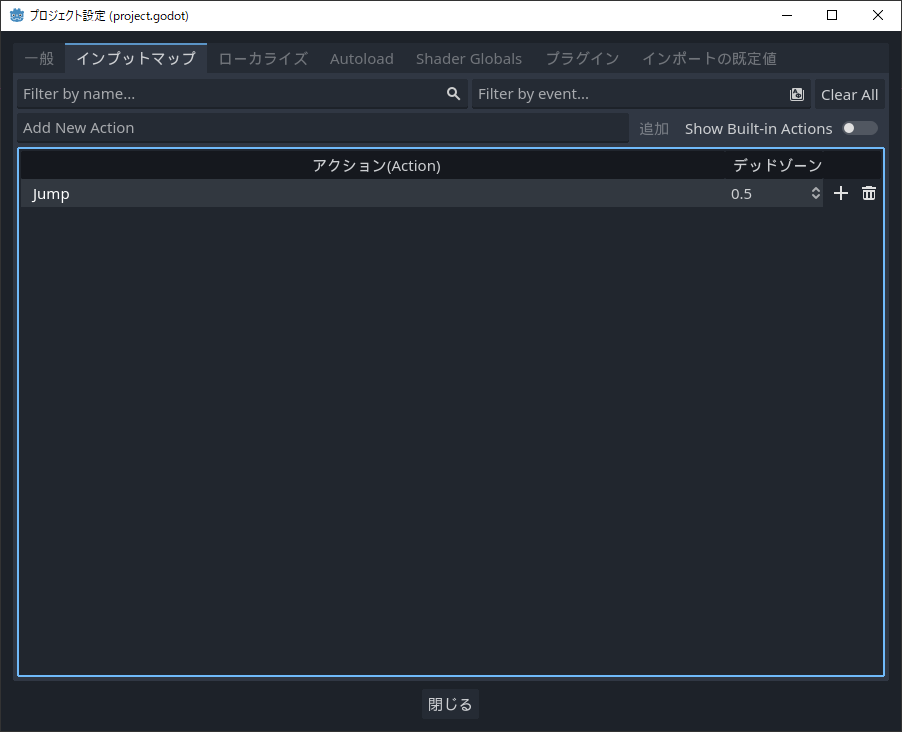 プロジェクト設定 (project.godot)
一般 インプットマップ ローカライズ Autoload Shader Globals プラグイン インポートの既定値
Filter by name... Filter by event... Clear All
Add New Action 追加 Show Built-in Actions
アクション(Action) デッドゾーン
Jump 0.5
閉じる